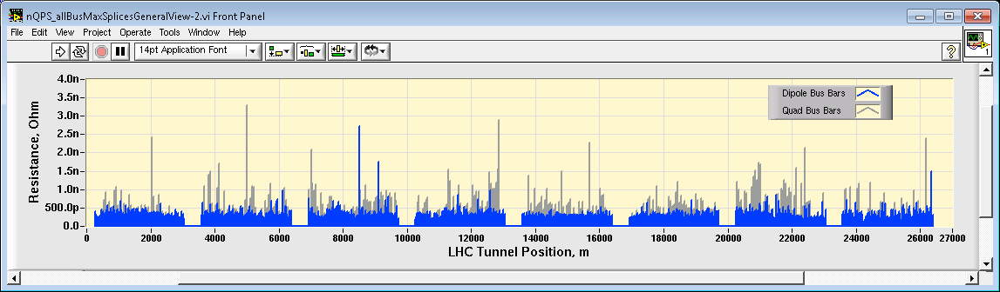 nQPS_allBusMaxSplicesGeneralView-2.vi Front Panel
File Edit View Project Operate Tools Window Help
14pt Application Font
?
1
4.0n
3.5n
3.0n
2.5n
2.0n
1.5n
1.0n
500.0p
0.0
Resistance, Ohm
Dipole Bus Bars
Quad Bus Bars
0 2000 4000 6000 8000 10000 12000 14000 16000 18000 20000 22000 24000 26000 27000
LHC Tunnel Position, m